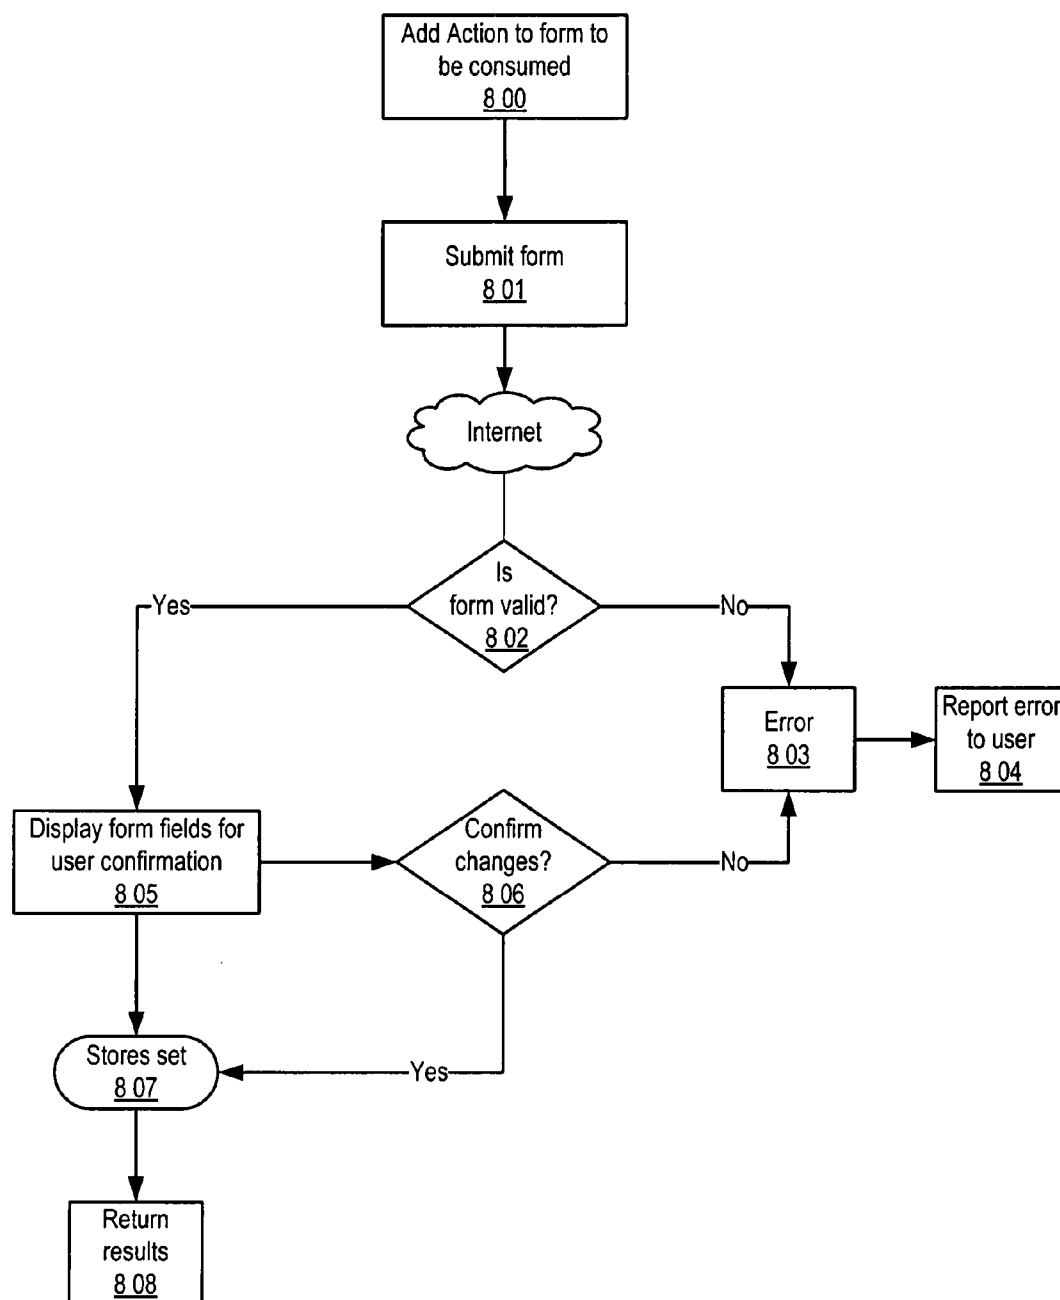 Add Action to form to
be consumed
8 00
Submit form
8 01
Internet
Is
form valid?
8 02
Yes
No
Error
8 03
Report error
to user
8 04
Display form fields for
user confirmation
8 05
Confirm
changes?
8 06
No
Stores set
8 07
Yes
Return
results
8 08